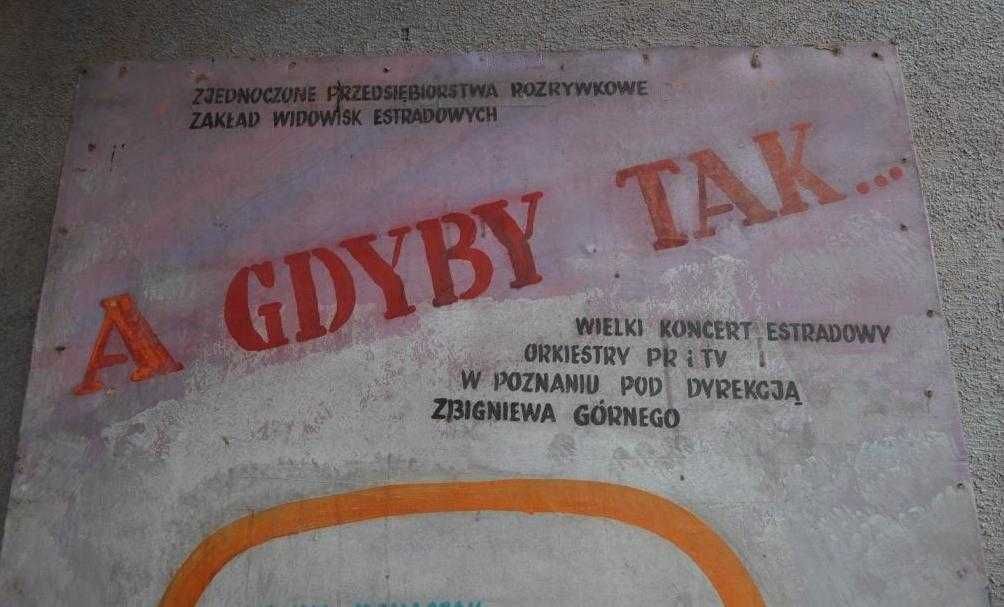 ZJEDNOCZONE PRZEDSIĘBIORSTWA ROZRYWKOWE
ZAKŁAD WIDOWISK ESTRADOWYCH
A GDYBY TAK...
WIELKI KONCERT ESTRADOWY
ORKIESTRY PR i TV
W POZNANIU POD DYREKCJĄ
ZBIGNIEWA GÓRNEGO